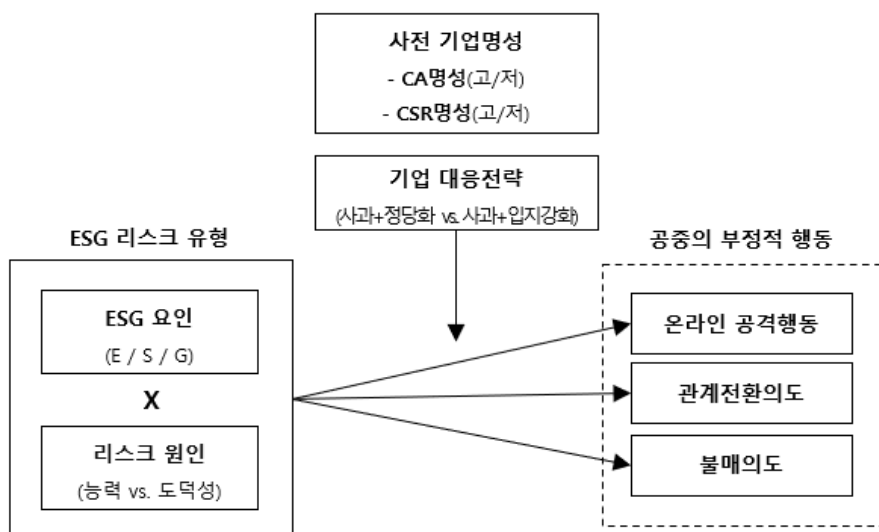 사전 기업명성
- CA명성(고/저)
- CSR명성(고/저)
기업 대응전략
(사과+정당화 vs. 사과+입지강화)
ESG 리스크 유형
ESG 요인
(E / S / G)
X
리스크 원인
(능력 vs. 도덕성)
공중의 부정적 행동
온라인 공격행동
관계전환의도
불매의도